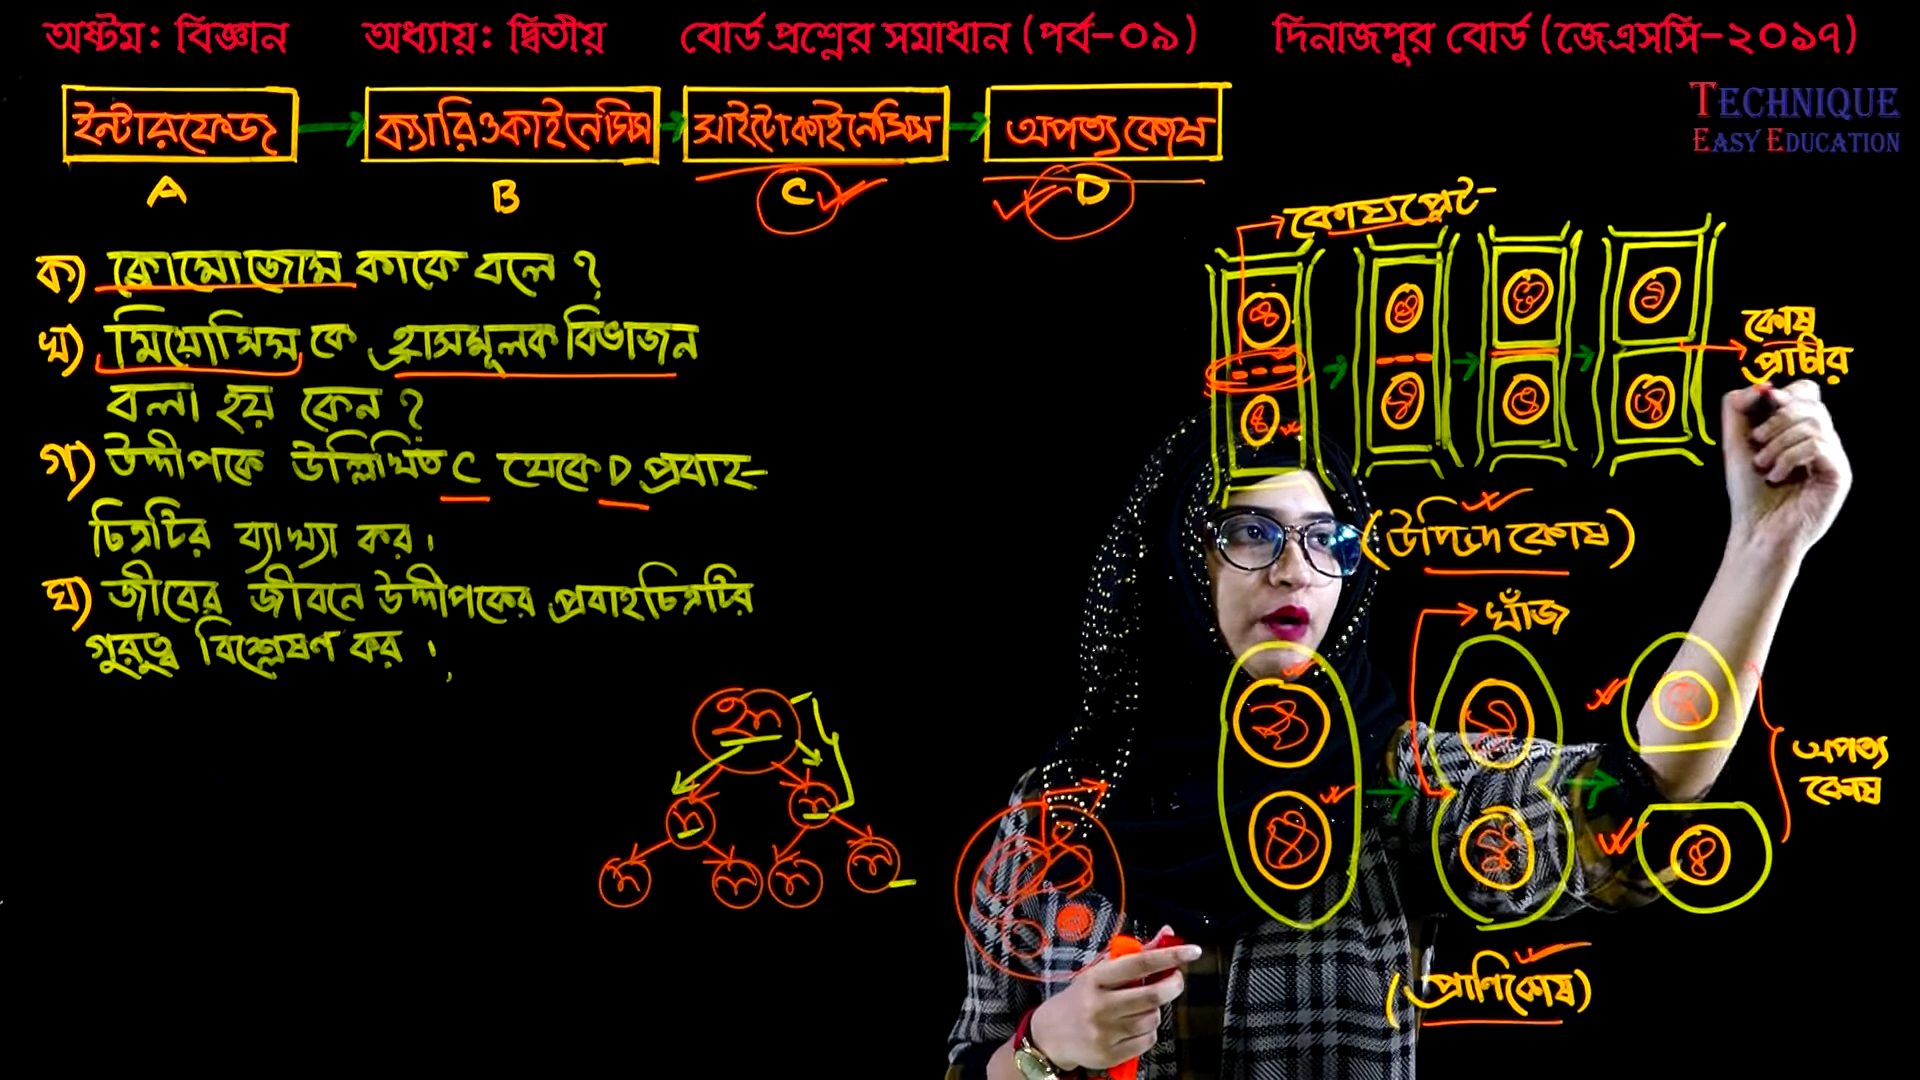 অষ্টম: বিজ্ঞান অধ্যায়: দ্বিতীয় বোর্ড প্রশ্নের সমাধান (পর্ব-০৯) দিনাজপুর বোর্ড (জেএসসি-২০১৭)
TECHNIQUE
EASY EDUCATION
ইন্টারফেজ ক্যারিওকাইনেসিস সাইটোকাইনেসিস অপত্য কোষ
A B C D
ক) ক্রোমোজোম কাকে বলে ?
খ) মিয়োসিস কে হ্রাসমূলক বিভাজন
বলা হয় কেন ?
গ) উদ্দীপকে উল্লিখিত C থেকে D প্রবাহ-
চিত্রটির ব্যাখ্যা কর।
ঘ) জীবের জীবনে উদ্দীপকের প্রবাহচিত্রটির
গুরুত্ব বিশ্লেষণ কর ।
কোষপ্লেট
কোষ
প্রাচীর
(উদ্ভিদ কোষ)
খাঁজ
অপত্য
কোষ
(প্রাণিকোষ)
2n
n n
n n n n